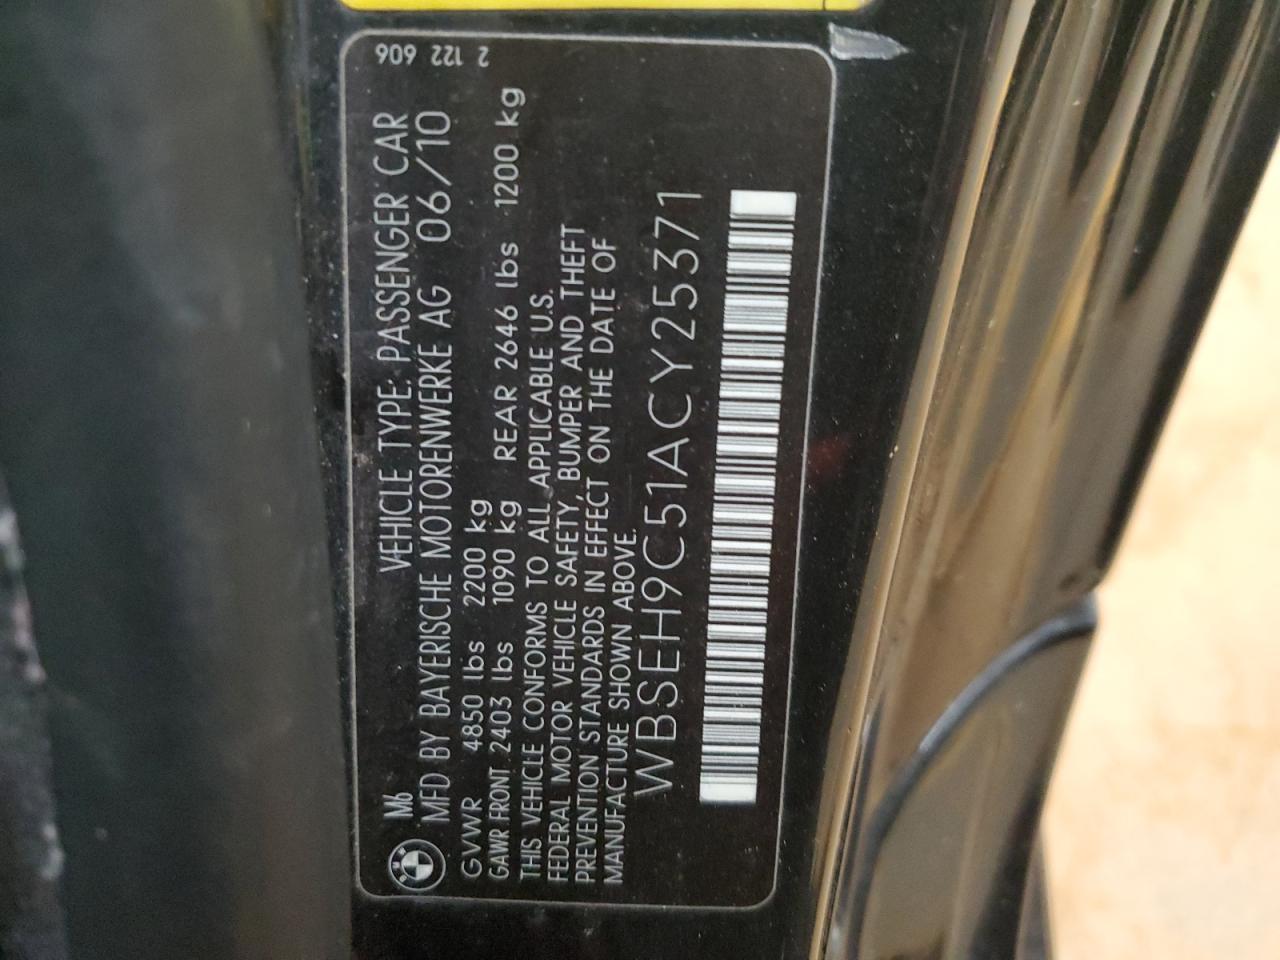 2 122 606
M6 VEHICLE TYPE: PASSENGER CAR
MFD BY BAYERISCHE MOTORENWERKE AG 06/10
GVWR 4850 lbs 2200 kg
GAWR FRONT 2403 lbs 1090 kg REAR 2646 lbs 1200 kg
THIS VEHICLE CONFORMS TO ALL APPLICABLE U.S.
FEDERAL MOTOR VEHICLE SAFETY, BUMPER AND THEFT
PREVENTION STANDARDS IN EFFECT ON THE DATE OF
MANUFACTURE SHOWN ABOVE.
WBSEH9C51ACY25371